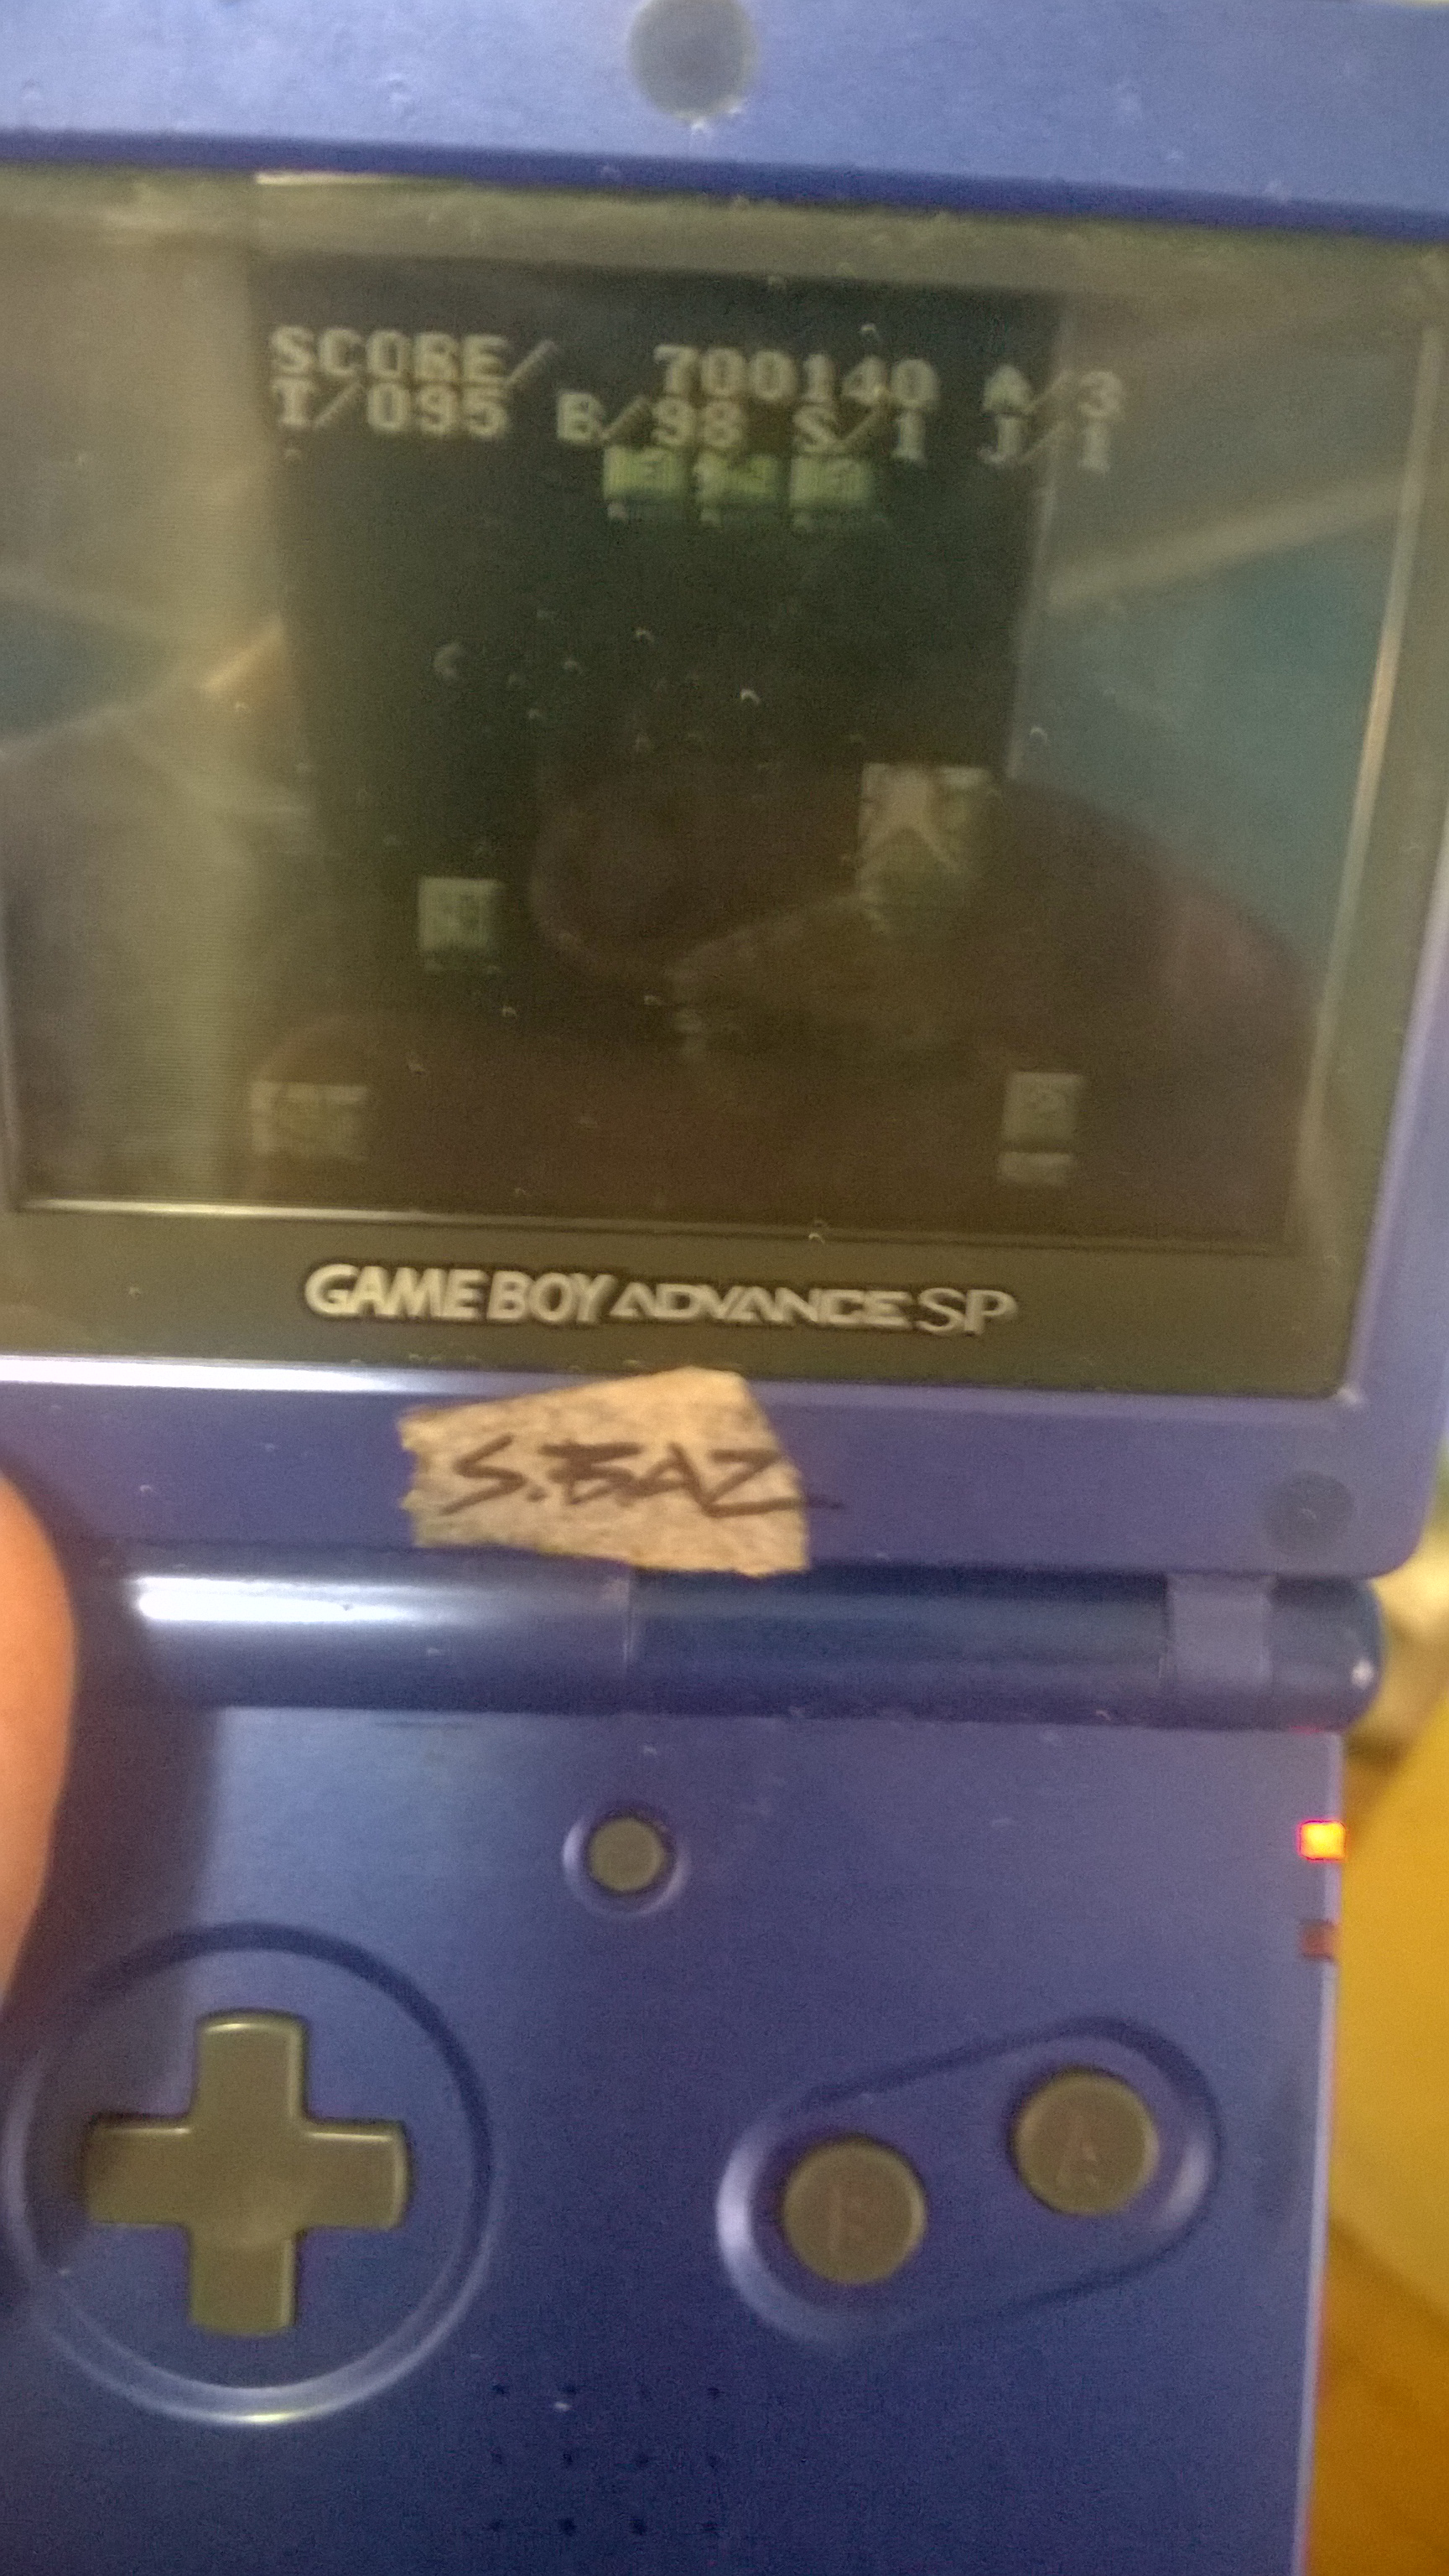 SCORE/ 700140 A/3
T/095 B/98 S/1 J/1
GAME BOY ADVANCE SP
S.BAZ
B
A